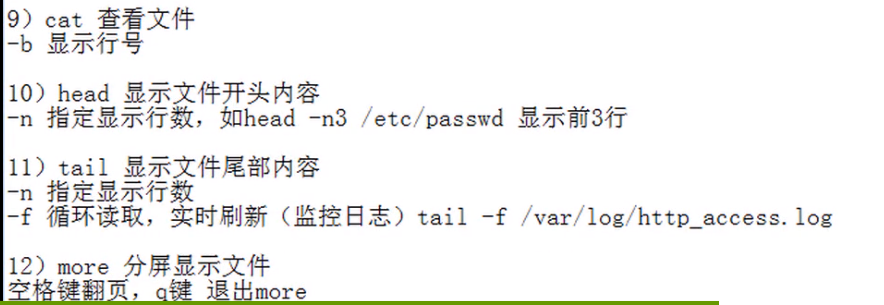 9）cat 查看文件
-b 显示行号
10）head 显示文件开头内容
-n 指定显示行数，如head -n3 /etc/passwd 显示前3行
11）tail 显示文件尾部内容
-n 指定显示行数
-f 循环读取，实时刷新（监控日志）tail -f /var/log/http_access.log
12）more 分屏显示文件
空格键翻页，q键 退出more